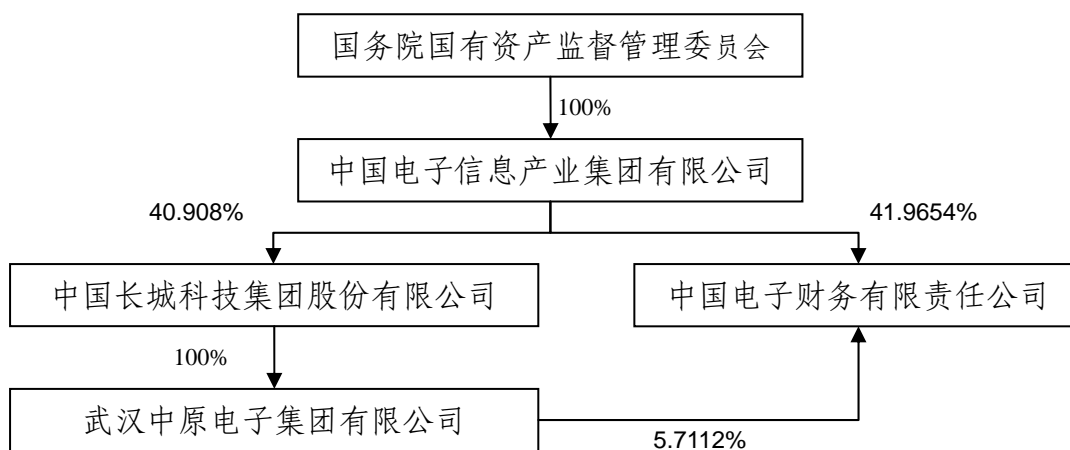 国务院国有资产监督管理委员会
100%
中国电子信息产业集团有限公司
40.908%
41.9654%
中国长城科技集团股份有限公司
中国电子财务有限责任公司
100%
武汉中原电子集团有限公司
5.7112%